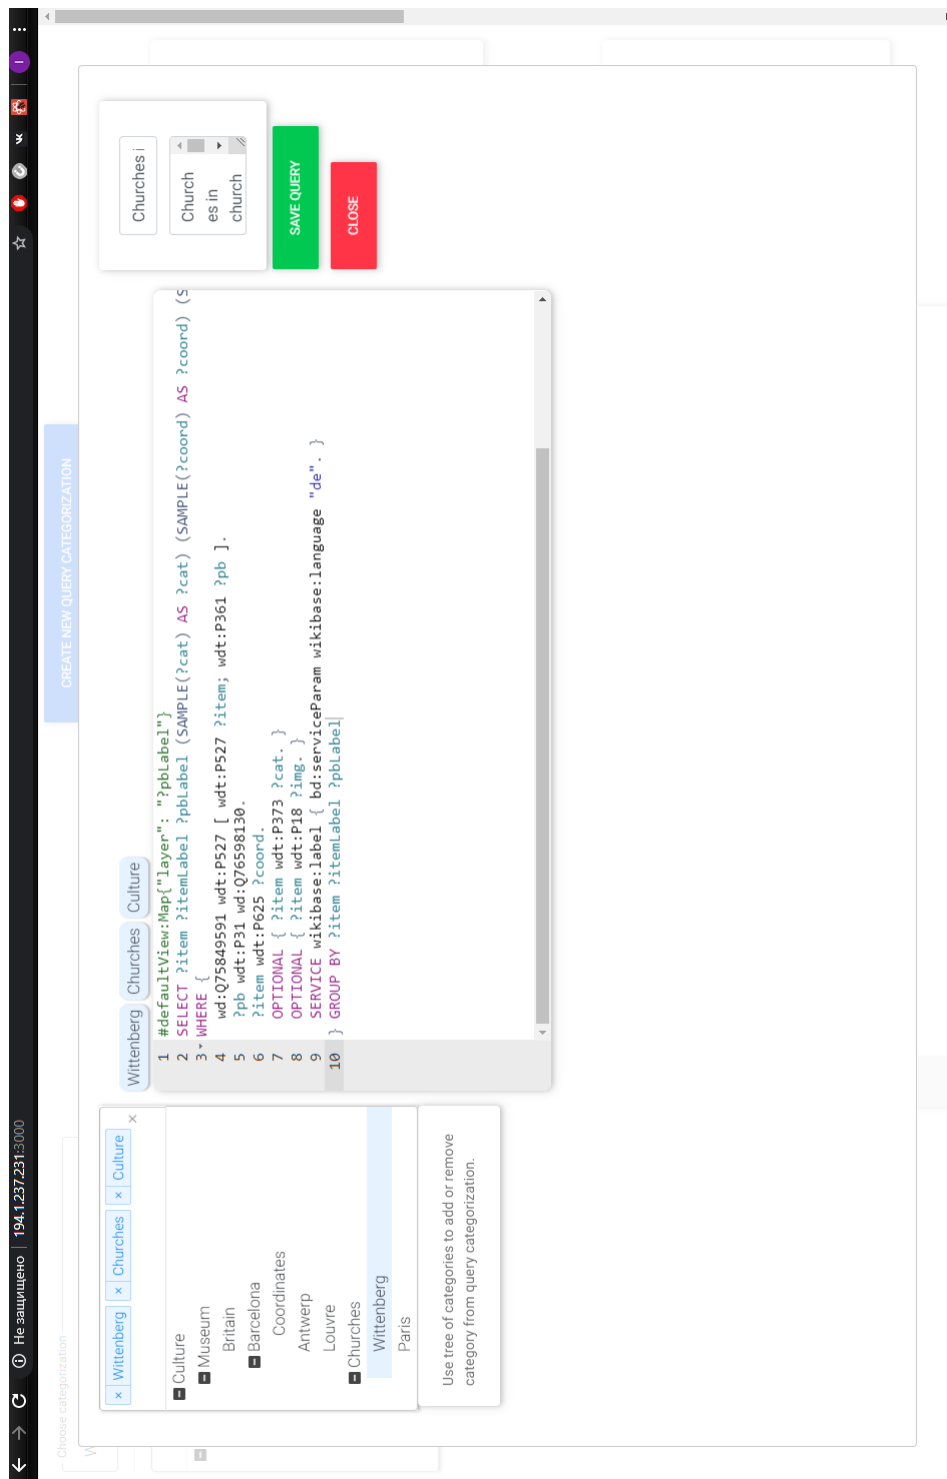 Не защищено 194.1.237.231:3000
Choose categorization
CREATE NEW QUERY CATEGORIZATION
× Wittenberg × Churches × Culture ×
Culture
Museum
Britain
Barcelona
Coordinates
Antwerp
Louvre
Churches
Wittenberg
Paris
Use tree of categories to add or remove
category from query categorization.
Wittenberg Churches Culture
1 #defaultView:Map{"layer": "?pbLabel"}
2 SELECT ?item ?itemLabel ?pbLabel (SAMPLE(?cat) AS ?cat) (SAMPLE(?coord) AS ?coord) (S
3 WHERE {
4 wd:Q75849591 wdt:P527 [ wdt:P527 ?item; wdt:P361 ?pb ].
5 ?pb wdt:P31 wd:Q76598130.
6 ?item wdt:P625 ?coord.
7 OPTIONAL { ?item wdt:P373 ?cat. }
8 OPTIONAL { ?item wdt:P18 ?img. }
9 SERVICE wikibase:label { bd:serviceParam wikibase:language "de". }
10 } GROUP BY ?item ?itemLabel ?pbLabel
Churches i
Church
es in
church
SAVE QUERY
CLOSE